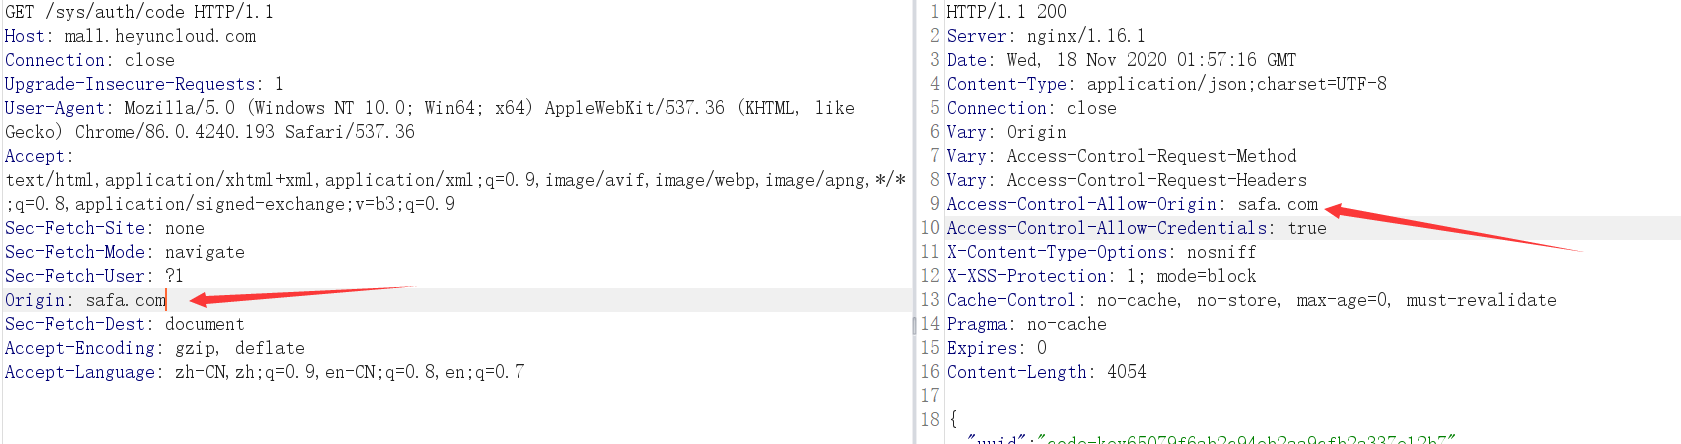 GET /sys/auth/code HTTP/1.1
Host: mall.heyuncloud.com
Connection: close
Upgrade-Insecure-Requests: 1
User-Agent: Mozilla/5.0 (Windows NT 10.0; Win64; x64) AppleWebKit/537.36 (KHTML, like
Gecko) Chrome/86.0.4240.193 Safari/537.36
Accept:
text/html,application/xhtml+xml,application/xml;q=0.9,image/avif,image/webp,image/apng,*/*
;q=0.8,application/signed-exchange;v=b3;q=0.9
Sec-Fetch-Site: none
Sec-Fetch-Mode: navigate
Sec-Fetch-User: ?1
Origin: safa.com
Sec-Fetch-Dest: document
Accept-Encoding: gzip, deflate
Accept-Language: zh-CN,zh;q=0.9,en-CN;q=0.8,en;q=0.7
1 HTTP/1.1 200
2 Server: nginx/1.16.1
3 Date: Wed, 18 Nov 2020 01:57:16 GMT
4 Content-Type: application/json;charset=UTF-8
5 Connection: close
6 Vary: Origin
7 Vary: Access-Control-Request-Method
8 Vary: Access-Control-Request-Headers
9 Access-Control-Allow-Origin: safa.com
10 Access-Control-Allow-Credentials: true
11 X-Content-Type-Options: nosniff
12 X-XSS-Protection: 1; mode=block
13 Cache-Control: no-cache, no-store, max-age=0, must-revalidate
14 Pragma: no-cache
15 Expires: 0
16 Content-Length: 4054
17
18 {
"uuid":